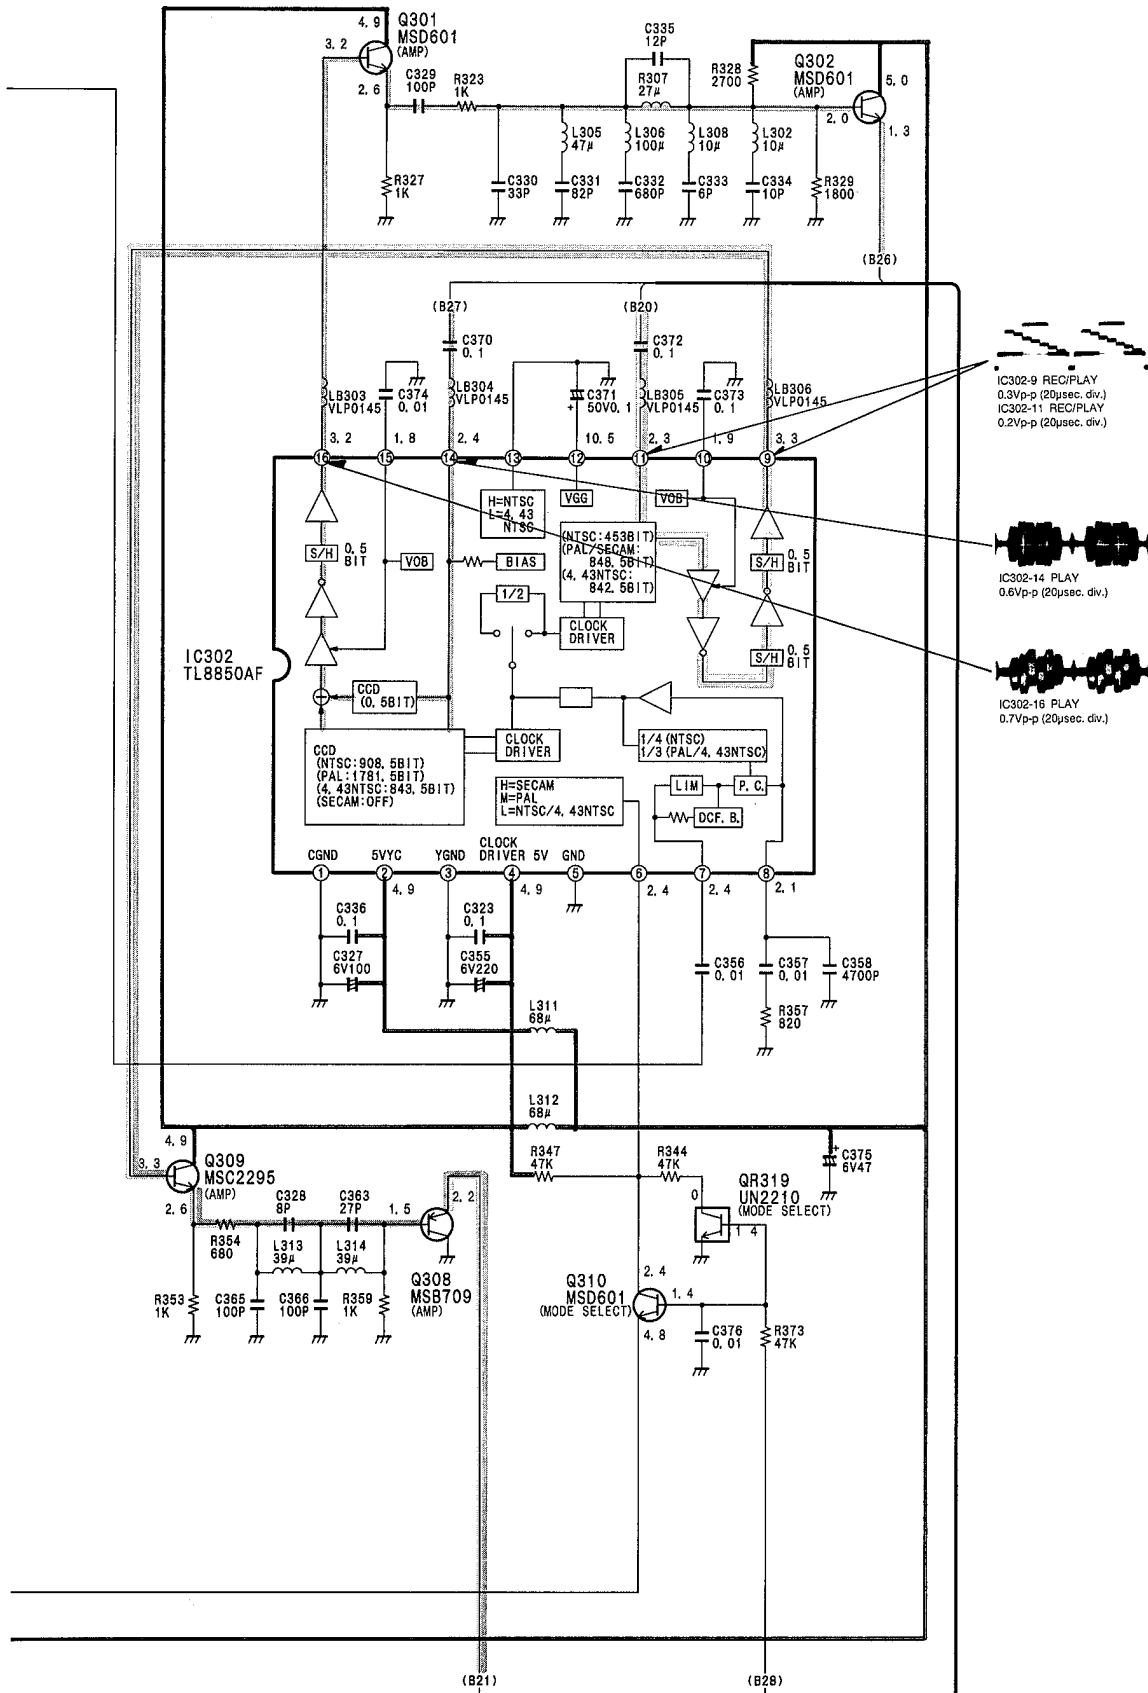 4. 9
Q301
MSD601
(AMP)
3. 2
2. 6
C329
100P
R323
1K
C335
12P
R307
27µ
R328
2700
Q302
MSD601
(AMP)
5. 0
2. 0
1. 3
L305
47µ
L306
100µ
L308
10µ
L302
10µ
R327
1K
C330
33P
C331
82P
C332
680P
C333
6P
C334
10P
R329
1800
(B26)
(B27)
(B20)
C370
0. 1
C372
0. 1
LB303
VLP0145
C374
0. 01
LB304
VLP0145
C371
50V0. 1
+
LB305
VLP0145
C373
0. 1
LB306
VLP0145
IC302-9 REC/PLAY
0.3Vp-p (20µsec. div.)
IC302-11 REC/PLAY
0.2Vp-p (20µsec. div.)
3. 2
1. 8
2. 4
10. 5
2. 3
1. 9
3. 3
16
15
14
13
12
11
10
9
H=NTSC
L=4. 43
NTSC
VGG
VOB
(NTSC:453BIT)
(PAL/SECAM:
848. 5BIT)
(4. 43NTSC:
842. 5BIT)
S/H
0. 5
BIT
VOB
BIAS
S/H
0. 5
BIT
IC302-14 PLAY
0.6Vp-p (20µsec. div.)
1/2
CLOCK
DRIVER
IC302
TL8850AF
S/H
0. 5
BIT
CCD
(0. 5BIT)
IC302-16 PLAY
0.7Vp-p (20µsec. div.)
CCD
(NTSC:908. 5BIT)
(PAL:1781. 5BIT)
(4. 43NTSC:843. 5BIT)
(SECAM:OFF)
CLOCK
DRIVER
1/4 (NTSC)
1/3 (PAL/4. 43NTSC)
H=SECAM
M=PAL
L=NTSC/4. 43NTSC
LIM
P. C.
DCF. B.
CGND
5VYC
YGND
CLOCK
DRIVER 5V
GND
1
2
3
4
5
6
7
8
4. 9
4. 9
2. 4
2. 4
2. 1
C336
0. 1
C327
6V100
C323
0. 1
C355
6V220
C356
0. 01
C357
0. 01
C358
4700P
L311
68µ
R357
820
L312
68µ
4. 9
3. 3
Q309
MSC2295
(AMP)
2. 6
R354
680
C328
8P
C363
27P
1. 5
2. 2
R347
47K
R344
47K
0
QR319
UN2210
(MODE SELECT)
1. 4
+
C375
6V47
L313
39µ
L314
39µ
R353
1K
C365
100P
C366
100P
R359
1K
Q308
MSB709
(AMP)
Q310
MSD601
(MODE SELECT)
2. 4
1. 4
4. 8
C376
0. 01
R373
47K
(B21)
(B28)